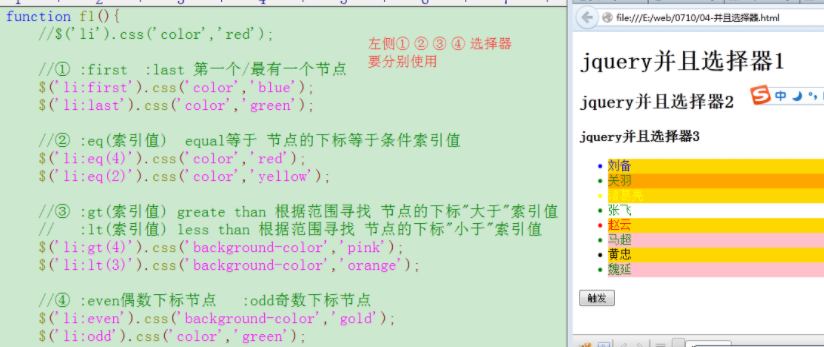 function f1(){
//$('li').css('color','red');
左侧① ② ③ ④ 选择器
要分别使用
//① :first :last 第一个/最有一个节点
$('li:first').css('color','blue');
$('li:last').css('color','green');
//② :eq(索引值) equal等于 节点的下标等于条件索引值
$('li:eq(4)').css('color','red');
$('li:eq(2)').css('color','yellow');
//③ :gt(索引值) greate than 根据范围寻找 节点的下标"大于"索引值
// :lt(索引值) less than 根据范围寻找 节点的下标"小于"索引值
$('li:gt(4)').css('background-color','pink');
$('li:lt(3)').css('background-color','orange');
//④ :even偶数下标节点 :odd奇数下标节点
$('li:even').css('background-color','gold');
$('li:odd').css('color','green');
file:///E:/web/0710/04-并且选择器.html
jquery并且选择器1
jquery并且选择器2
中
jquery并且选择器3
刘备
关羽
张飞
赵云
马超
黄忠
魏延
触发